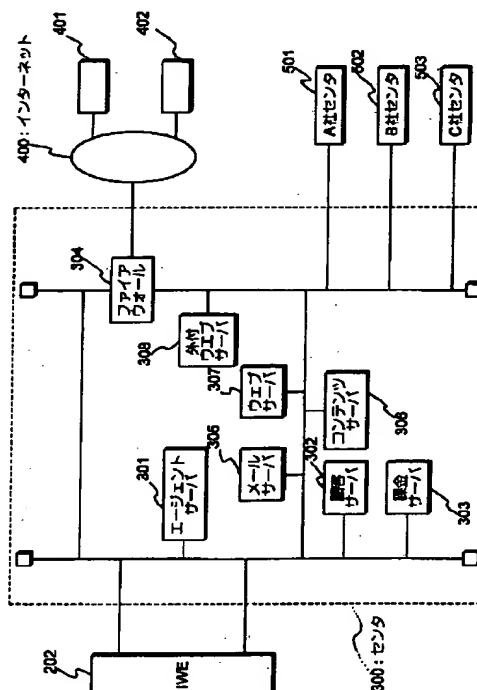 401
402
400：インターネット
501
A社センタ
502
B社センタ
503
C社センタ
304
ファイア
ウォール
308
外付
ウエブ
サーバ
307
ウェブ
サーバ
301
エージェント
サーバ
メール
サーバ
コンテンツ
サーバ
302
顧客
サーバ
課金
サーバ
303
202
IWE
300：センタ